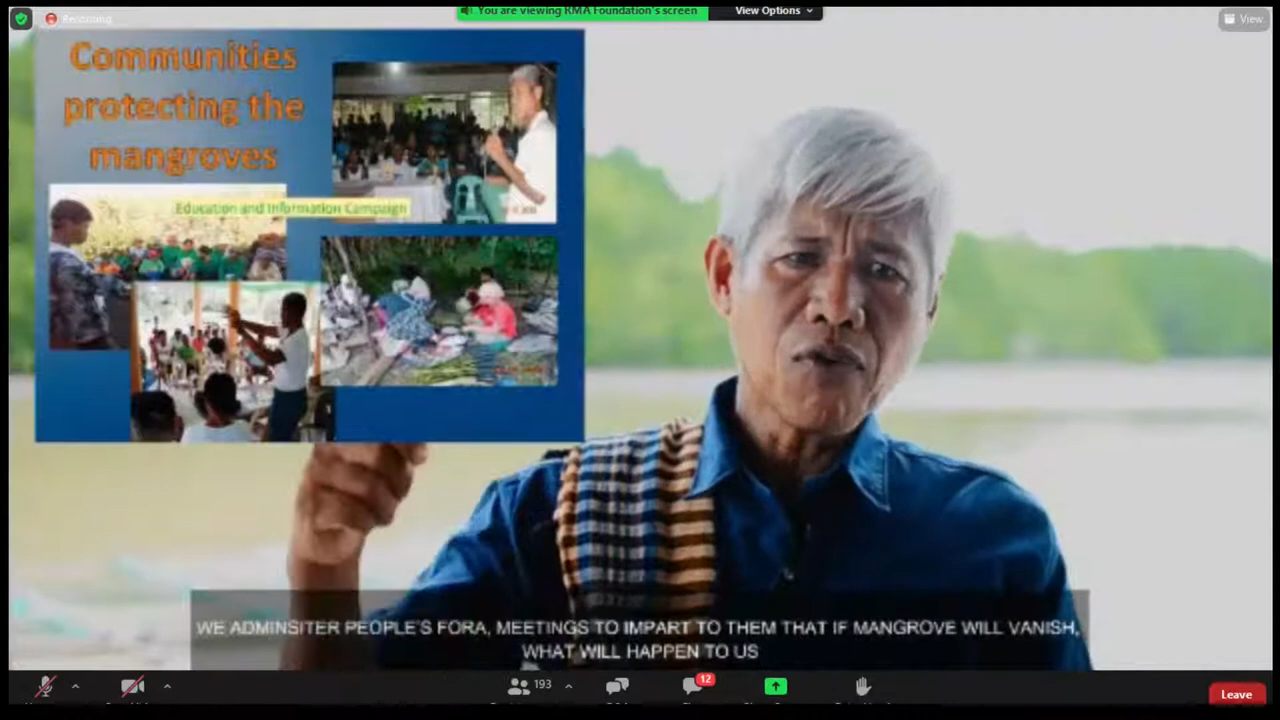 Recording
You are viewing RMA Foundation's screen
View Options
View
Communities
protecting the
mangroves
Education and Information Campaign
WE ADMINSITER PEOPLE'S FORA, MEETINGS TO IMPART TO THEM THAT IF MANGROVE WILL VANISH,
WHAT WILL HAPPEN TO US
193
12
Leave